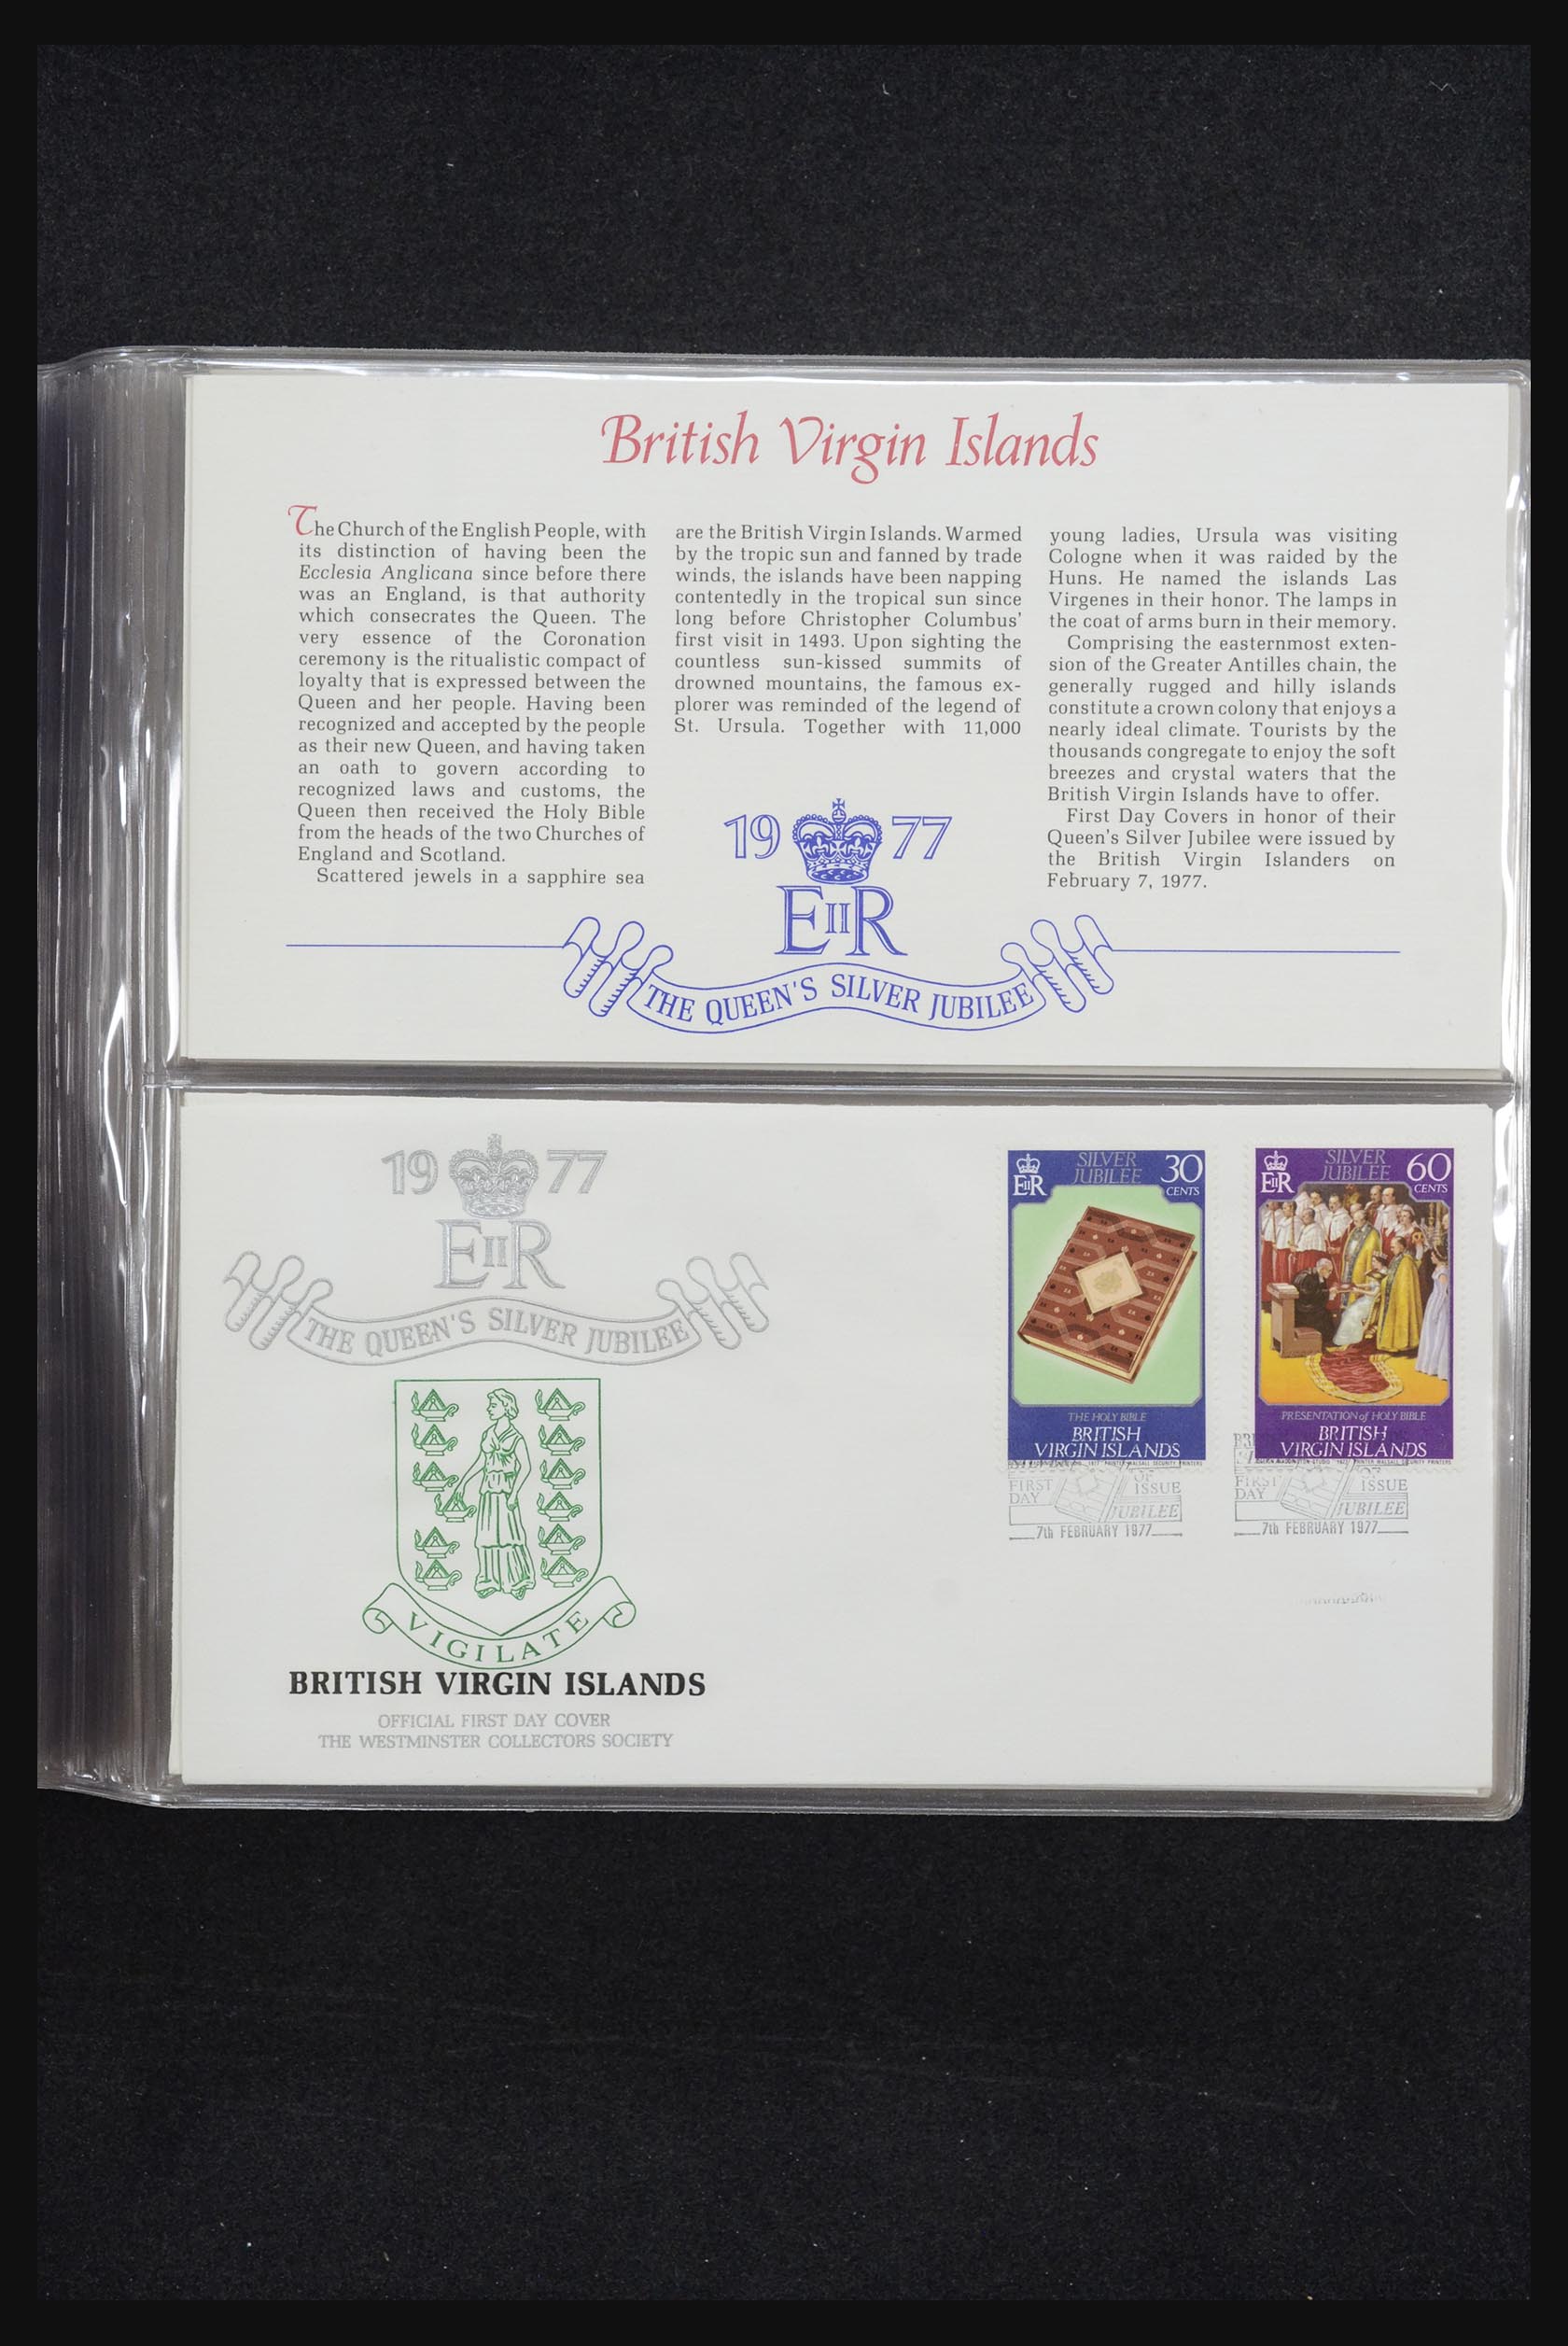 British Virgin Islands
The Church of the English People, with
its distinction of having been the
Ecclesia Anglicana since before there
was an England, is that authority
which consecrates the Queen. The
very essence of the Coronation
ceremony is the ritualistic compact of
loyalty that is expressed between the
Queen and her people. Having been
recognized and accepted by the people
as their new Queen, and having taken
an oath to govern according to
recognized laws and customs, the
Queen then received the Holy Bible
from the heads of the two Churches of
England and Scotland.
Scattered jewels in a sapphire sea
are the British Virgin Islands. Warmed
by the tropic sun and fanned by trade
winds, the islands have been napping
contentedly in the tropical sun since
long before Christopher Columbus'
first visit in 1493. Upon sighting the
countless sun-kissed summits of
drowned mountains, the famous ex-
plorer was reminded of the legend of
St. Ursula. Together with 11,000
young ladies, Ursula was visiting
Cologne when it was raided by the
Huns. He named the islands Las
Virgenes in their honor. The lamps in
the coat of arms burn in their memory.
Comprising the easternmost exten-
sion of the Greater Antilles chain, the
generally rugged and hilly islands
constitute a crown colony that enjoys a
nearly ideal climate. Tourists by the
thousands congregate to enjoy the soft
breezes and crystal waters that the
British Virgin Islands have to offer.
First Day Covers in honor of their
Queen's Silver Jubilee were issued by
the British Virgin Islanders on
February 7, 1977.
1977
EIIR
THE QUEEN'S SILVER JUBILEE
1977
EIIR
THE QUEEN'S SILVER JUBILEE
VIGILATE
BRITISH VIRGIN ISLANDS
OFFICIAL FIRST DAY COVER
THE WESTMINSTER COLLECTORS SOCIETY
EIIR
SILVER
JUBILEE
30
CENTS
THE HOLY BIBLE
BRITISH
VIRGIN ISLANDS
FIRST
DAY
OF
ISSUE
JUBILEE
7th FEBRUARY 1977
EIIR
SILVER
JUBILEE
60
CENTS
PRESENTATION of HOLY BIBLE
BRITISH
VIRGIN ISLANDS
FIRST
DAY
OF
ISSUE
JUBILEE
7th FEBRUARY 1977